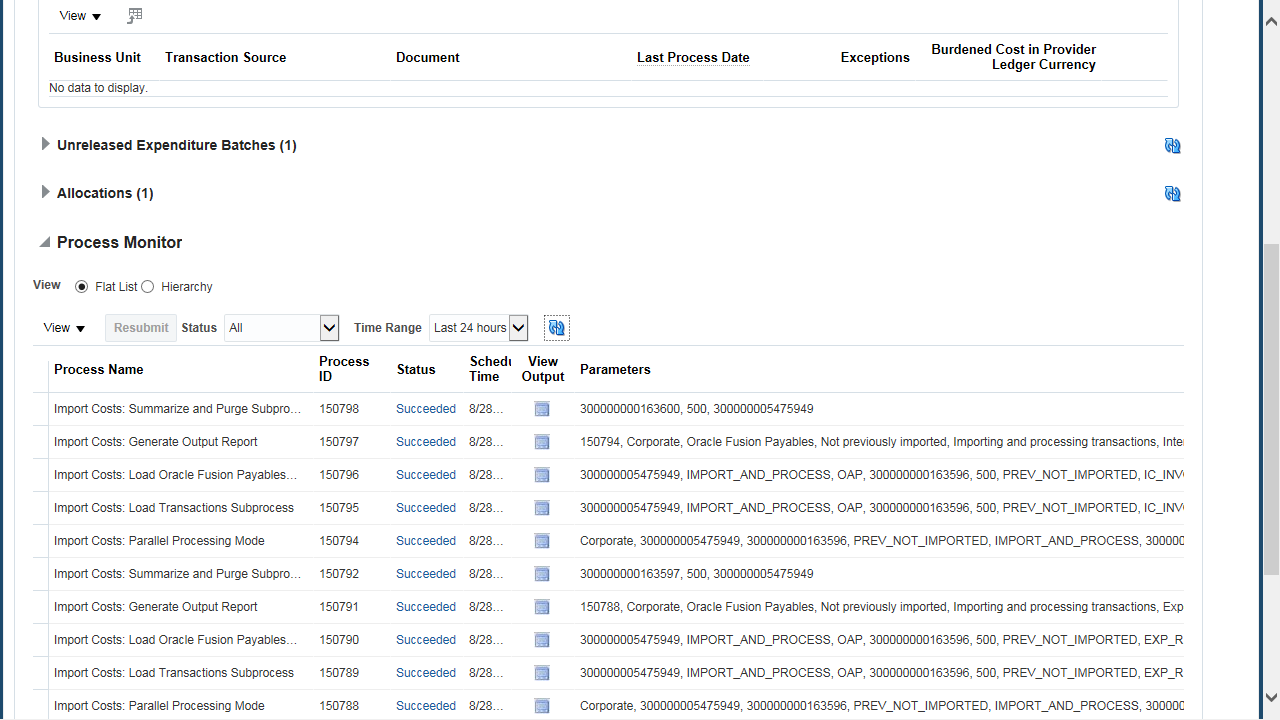 View
Business Unit Transaction Source Document Last Process Date Exceptions Burdened Cost in Provider
Ledger Currency
No data to display.
Unreleased Expenditure Batches (1)
Allocations (1)
Process Monitor
View Flat List Hierarchy
View Resubmit Status All Time Range Last 24 hours
Process Name Process ID Status Schedu Time View Output Parameters
Import Costs: Summarize and Purge Subpro... 150798 Succeeded 8/28... 300000000163600, 500, 300000005475949
Import Costs: Generate Output Report 150797 Succeeded 8/28... 150794, Corporate, Oracle Fusion Payables, Not previously imported, Importing and processing transactions, Inter
Import Costs: Load Oracle Fusion Payables... 150796 Succeeded 8/28... 300000005475949, IMPORT_AND_PROCESS, OAP, 300000000163596, 500, PREV_NOT_IMPORTED, IC_INV
Import Costs: Load Transactions Subprocess 150795 Succeeded 8/28... 300000005475949, IMPORT_AND_PROCESS, OAP, 300000000163596, 500, PREV_NOT_IMPORTED, IC_INV
Import Costs: Parallel Processing Mode 150794 Succeeded 8/28... Corporate, 300000005475949, 300000000163596, PREV_NOT_IMPORTED, IMPORT_AND_PROCESS, 300000
Import Costs: Summarize and Purge Subpro... 150792 Succeeded 8/28... 300000000163597, 500, 300000005475949
Import Costs: Generate Output Report 150791 Succeeded 8/28... 150788, Corporate, Oracle Fusion Payables, Not previously imported, Importing and processing transactions, Exp
Import Costs: Load Oracle Fusion Payables... 150790 Succeeded 8/28... 300000005475949, IMPORT_AND_PROCESS, OAP, 300000000163596, 500, PREV_NOT_IMPORTED, EXP_R
Import Costs: Load Transactions Subprocess 150789 Succeeded 8/28... 300000005475949, IMPORT_AND_PROCESS, OAP, 300000000163596, 500, PREV_NOT_IMPORTED, EXP_R
Import Costs: Parallel Processing Mode 150788 Succeeded 8/28... Corporate, 300000005475949, 300000000163596, PREV_NOT_IMPORTED, IMPORT_AND_PROCESS, 300000